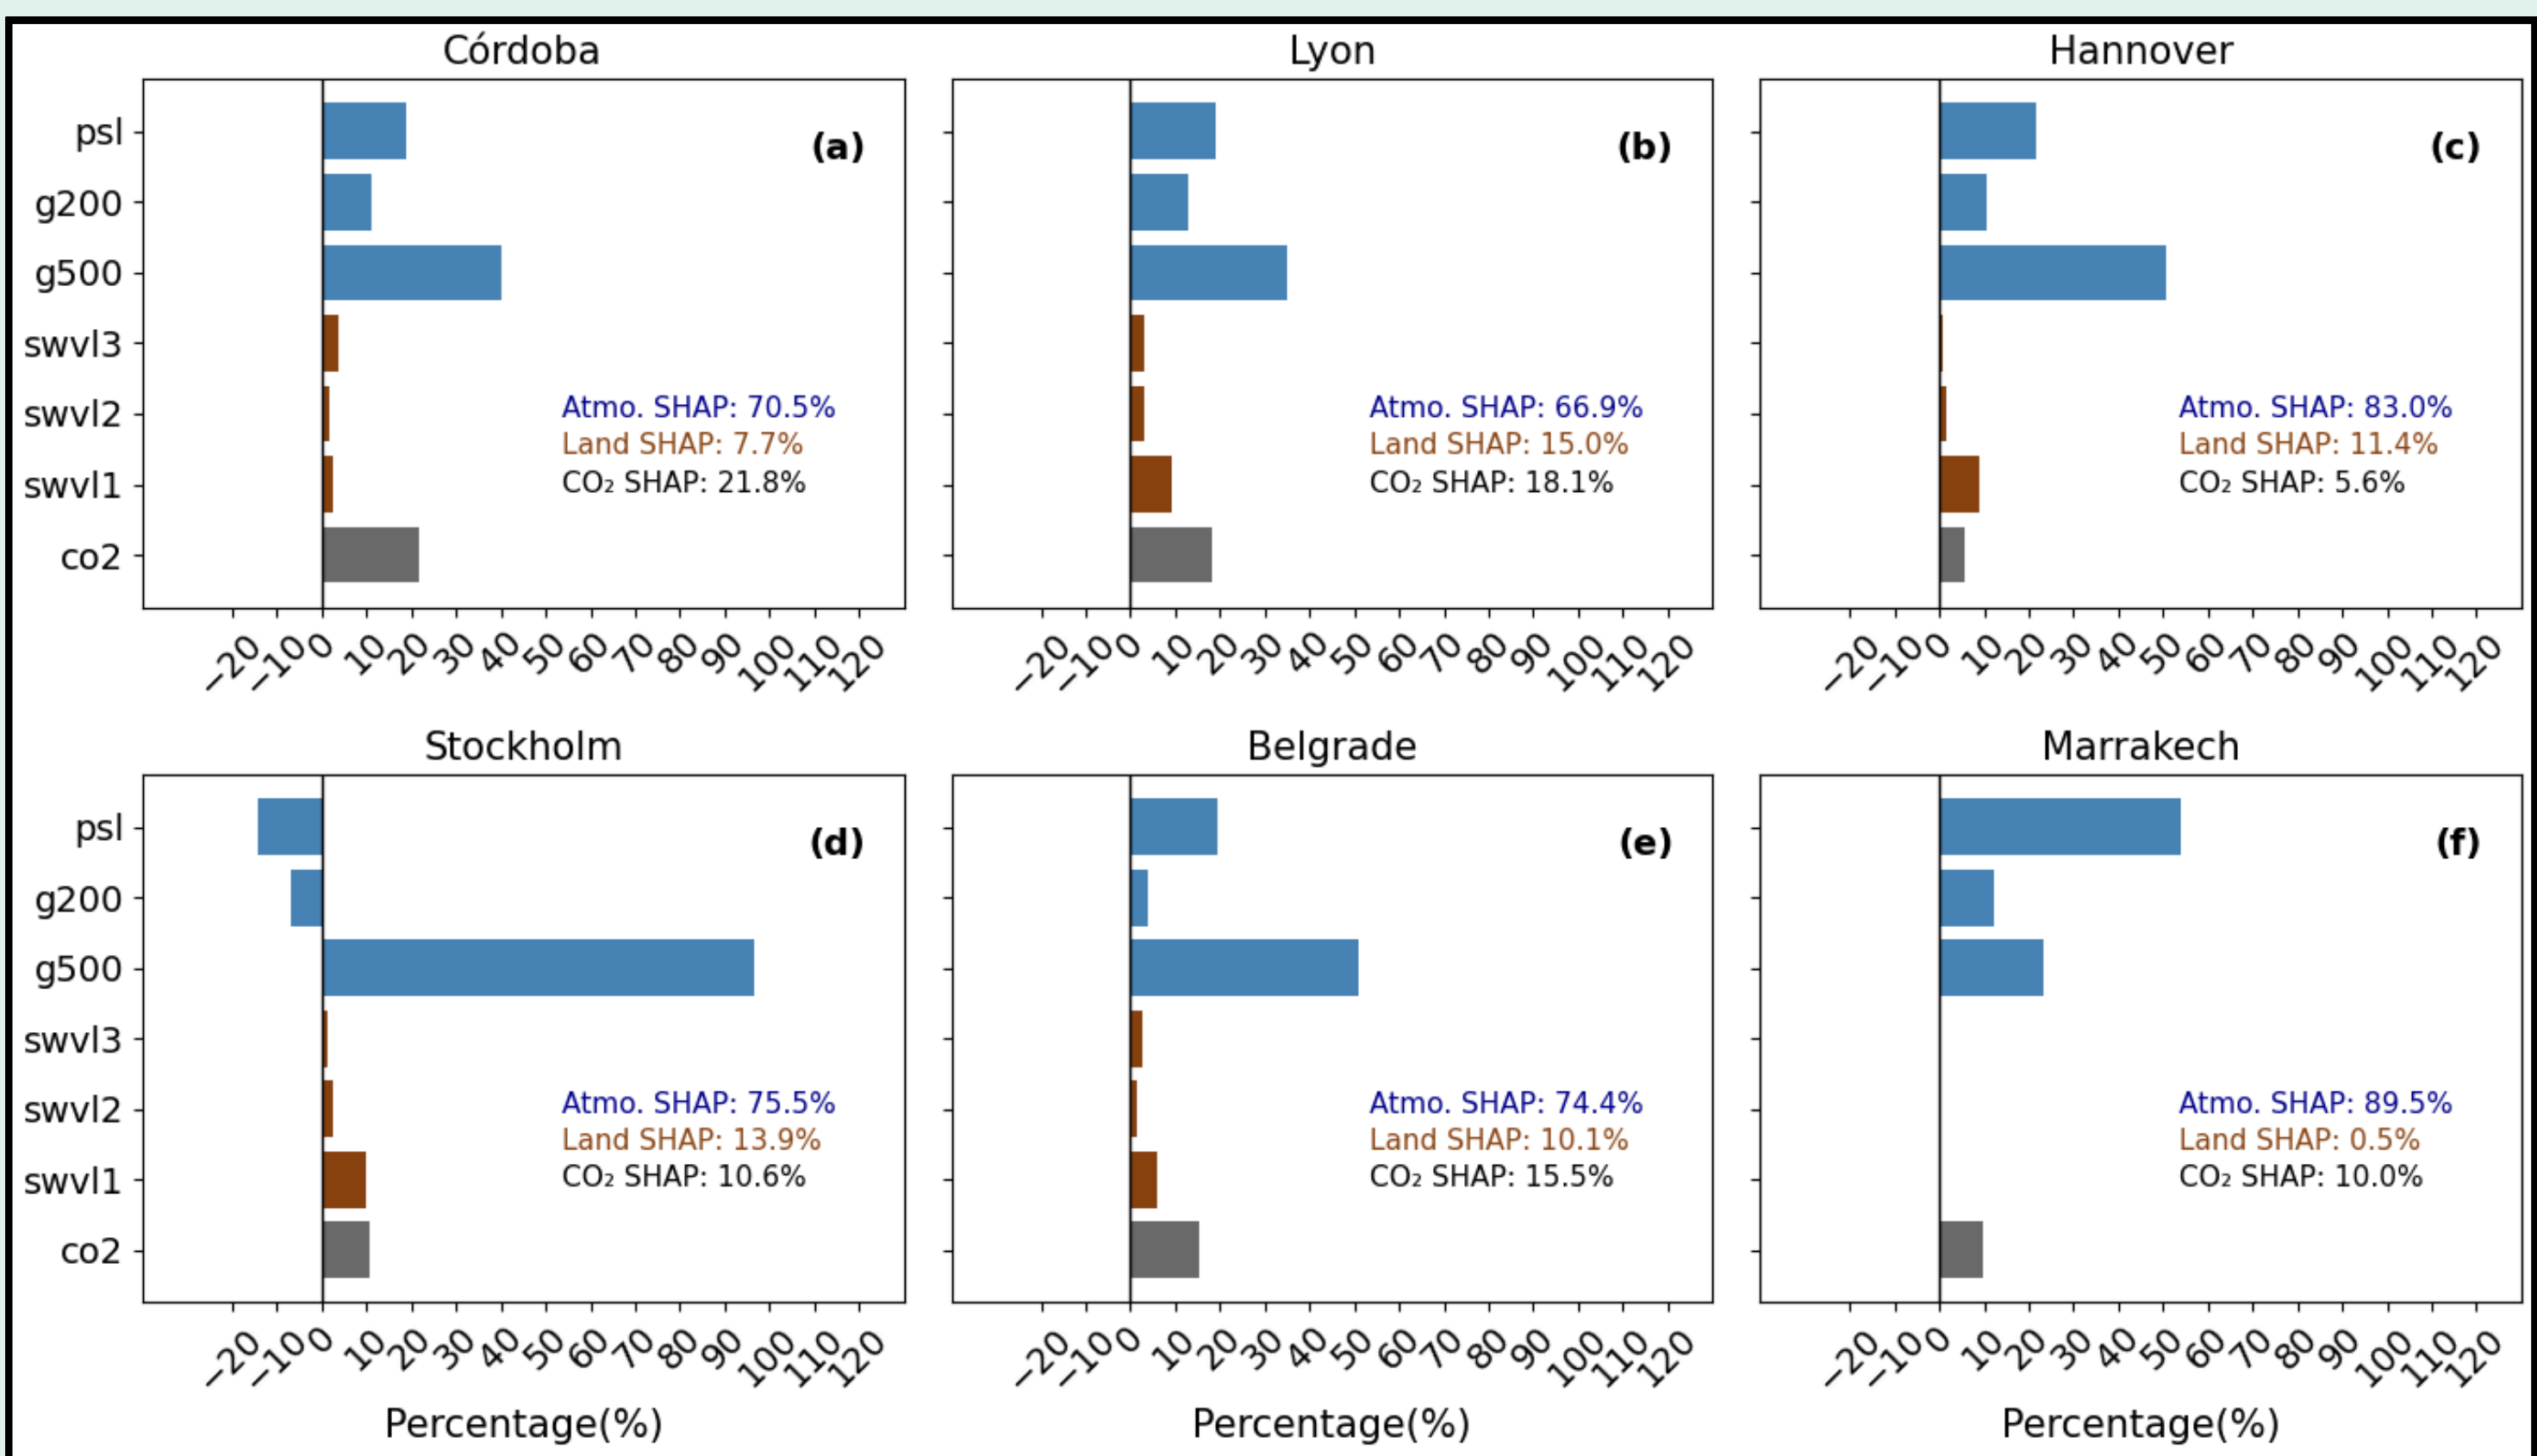 Córdoba
psl
g200
g500
swvl3
swvl2
swvl1
co2
(a)
Atmo. SHAP: 70.5%
Land SHAP: 7.7%
CO₂ SHAP: 21.8%
−20 −10 0 10 20 30 40 50 60 70 80 90 100 110 120
Lyon
(b)
Atmo. SHAP: 66.9%
Land SHAP: 15.0%
CO₂ SHAP: 18.1%
−20 −10 0 10 20 30 40 50 60 70 80 90 100 110 120
Hannover
(c)
Atmo. SHAP: 83.0%
Land SHAP: 11.4%
CO₂ SHAP: 5.6%
−20 −10 0 10 20 30 40 50 60 70 80 90 100 110 120
Stockholm
psl
g200
g500
swvl3
swvl2
swvl1
co2
(d)
Atmo. SHAP: 75.5%
Land SHAP: 13.9%
CO₂ SHAP: 10.6%
−20 −10 0 10 20 30 40 50 60 70 80 90 100 110 120
Percentage(%)
Belgrade
(e)
Atmo. SHAP: 74.4%
Land SHAP: 10.1%
CO₂ SHAP: 15.5%
−20 −10 0 10 20 30 40 50 60 70 80 90 100 110 120
Percentage(%)
Marrakech
(f)
Atmo. SHAP: 89.5%
Land SHAP: 0.5%
CO₂ SHAP: 10.0%
−20 −10 0 10 20 30 40 50 60 70 80 90 100 110 120
Percentage(%)